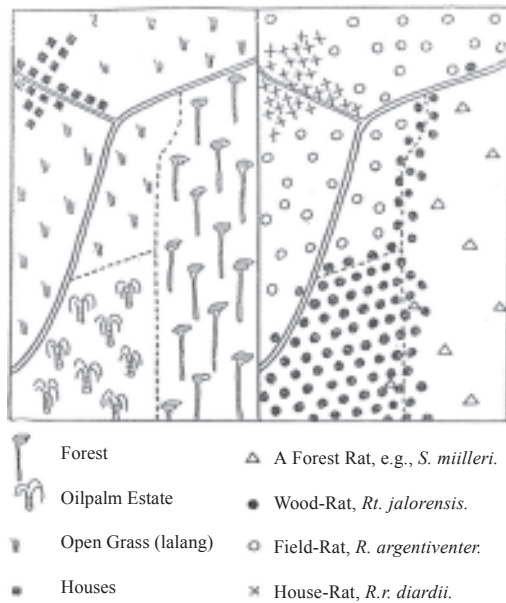 Forest
Oilpalm Estate
Open Grass (lalang)
Houses
A Forest Rat, e.g., S. miilleri.
Wood-Rat, Rt. jalorensis.
Field-Rat, R. argentiventer.
House-Rat, R.r. diardii.